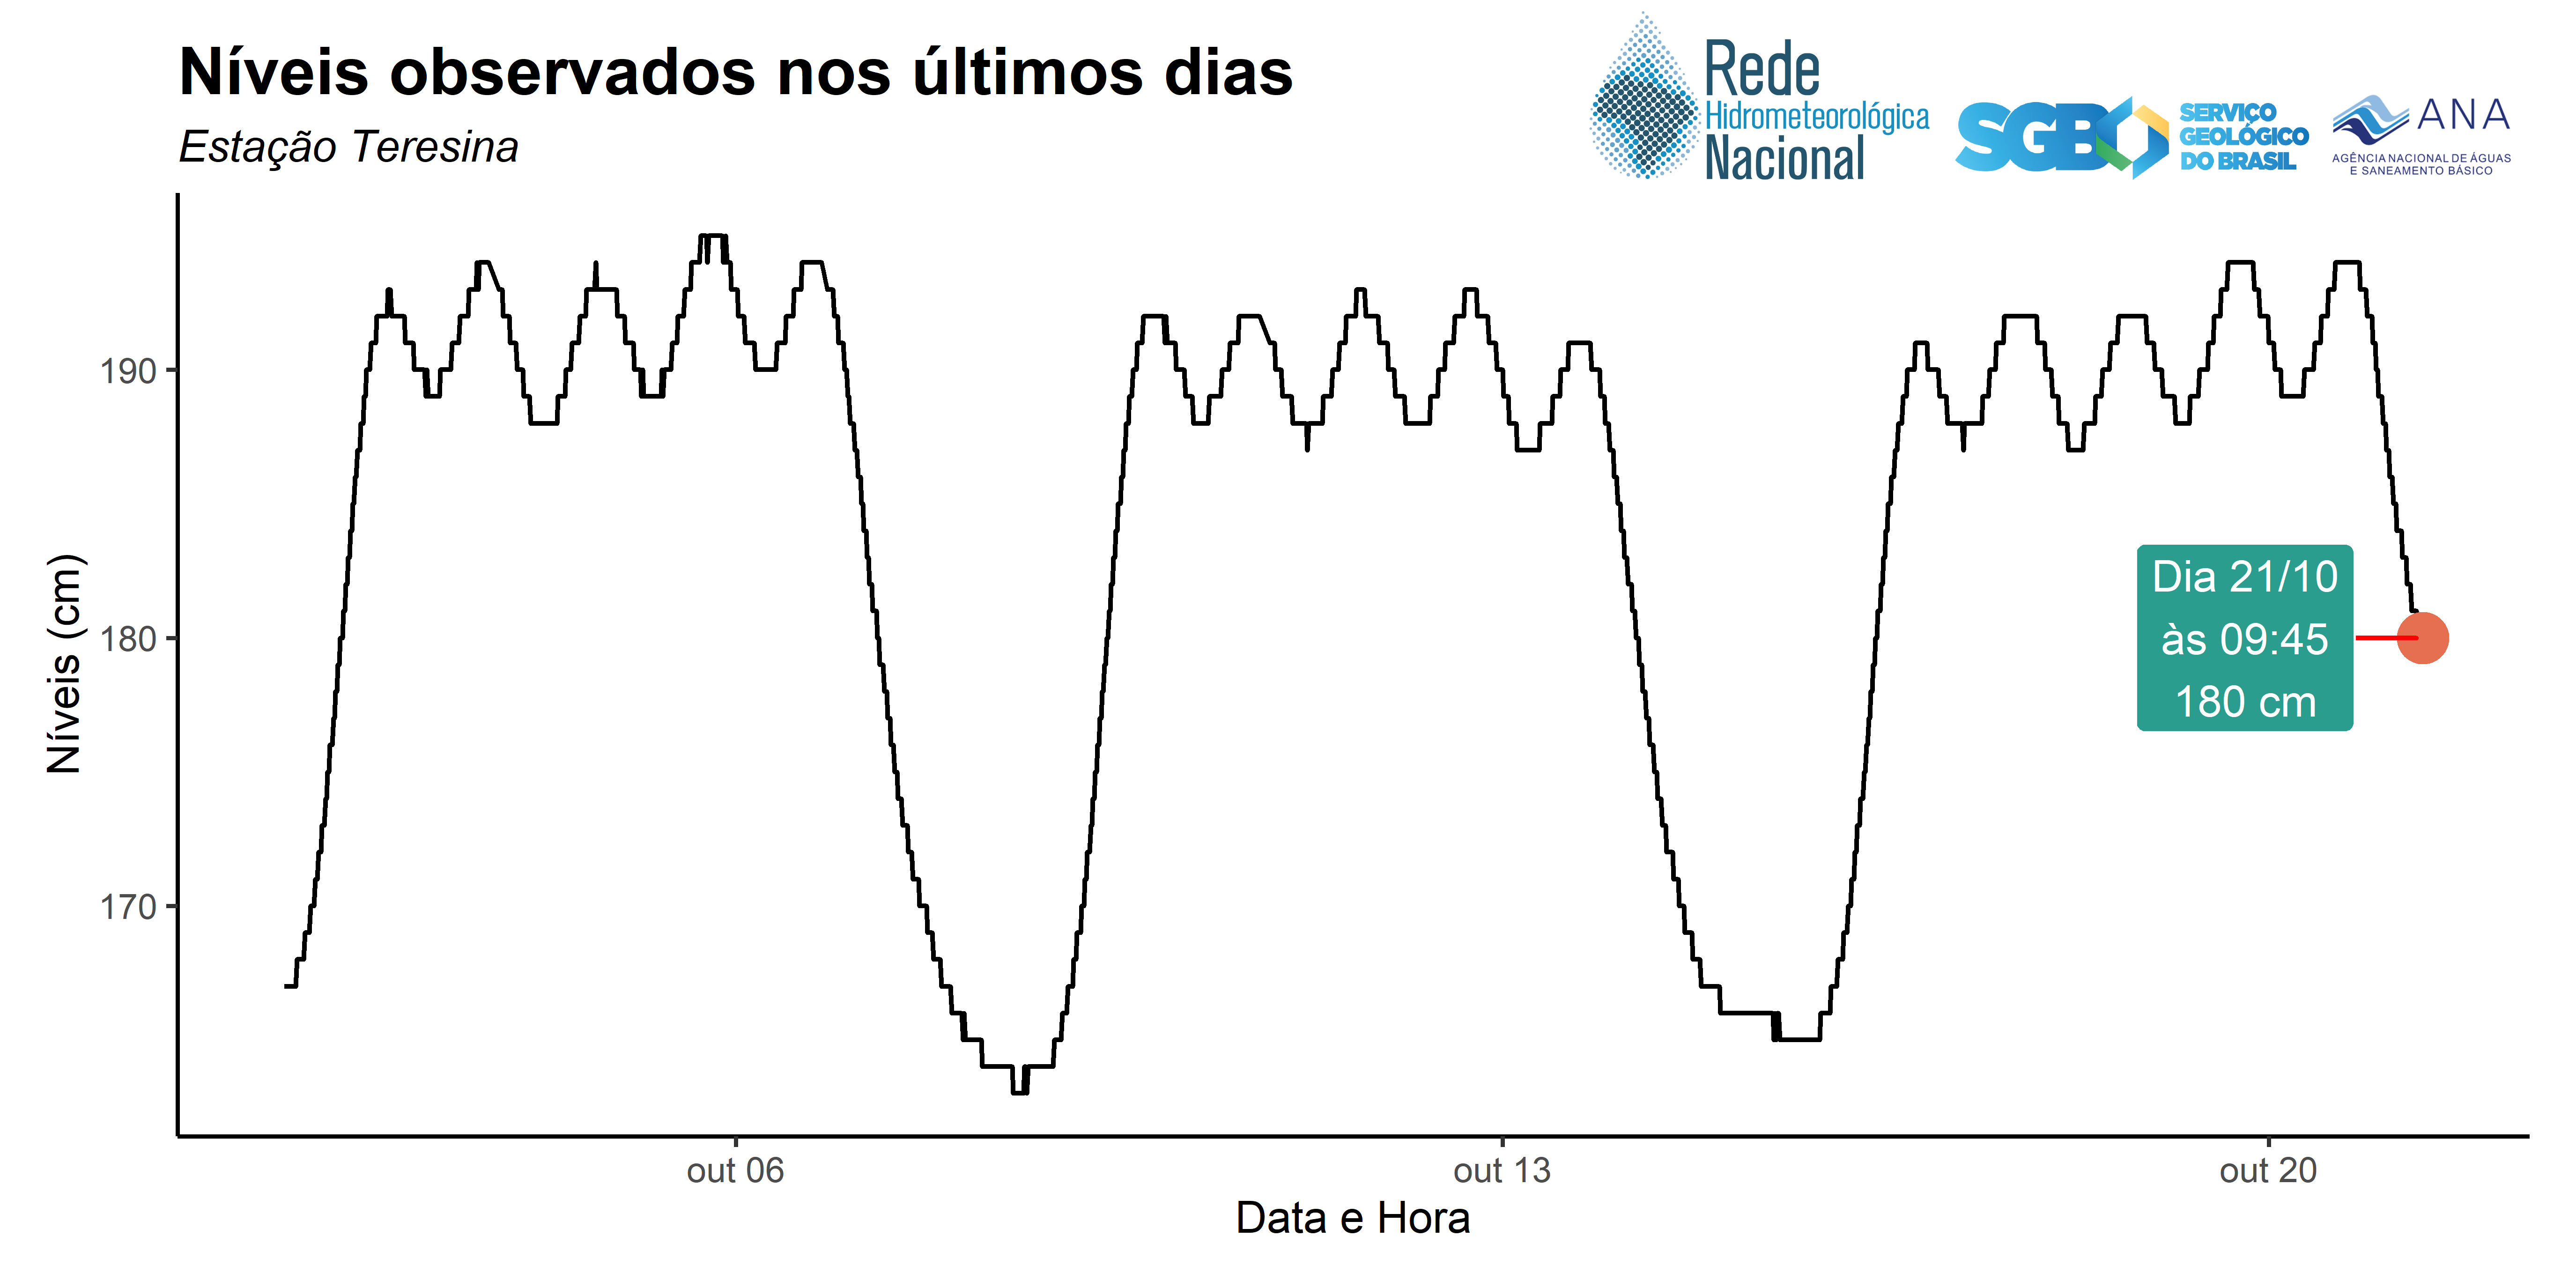 Níveis observados nos últimos dias
Estação Teresina
Rede
Hidrometeorológica
Nacional
SGB
SERVIÇO
GEOLÓGICO
DO BRASIL
ANA
AGÊNCIA NACIONAL DE ÁGUAS
E SANEAMENTO BÁSICO
Níveis (cm)
190
180
170
Dia 21/10
às 09:45
180 cm
out 06
out 13
out 20
Data e Hora